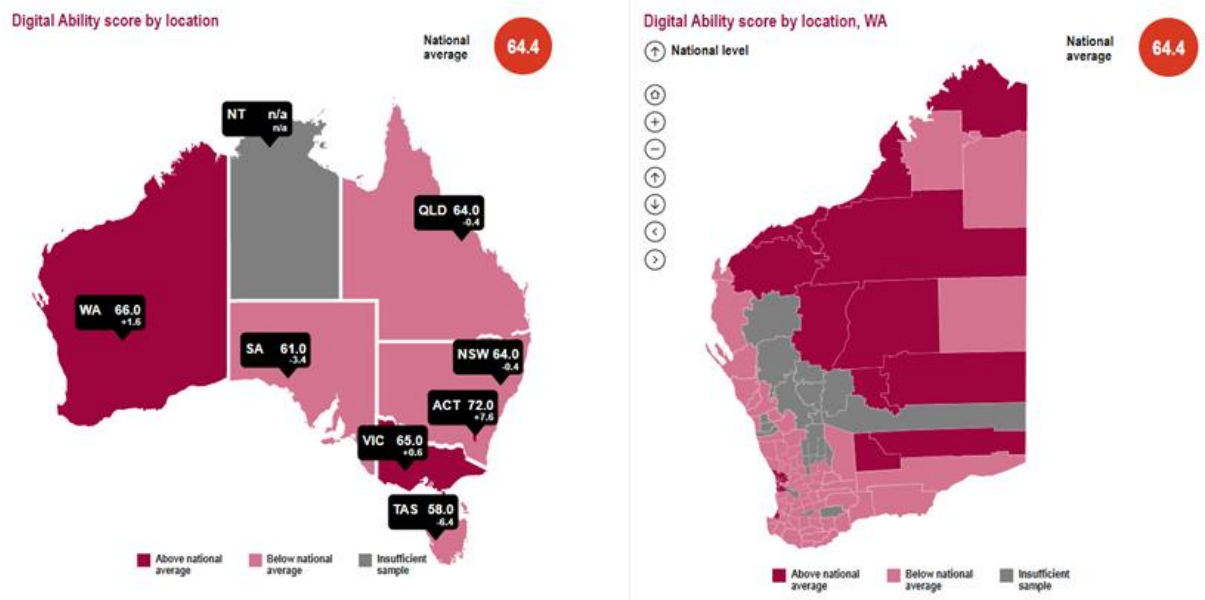 Digital Ability score by location
National
average
64.4
NT n/a
n/a
QLD 64.0
-0.4
WA 66.0
+1.6
SA 61.0
-3.4
NSW 64.0
-0.4
ACT 72.0
+7.6
VIC 65.0
+0.6
TAS 58.0
-6.4
Above national
average
Below national
average
Insufficient
sample
Digital Ability score by location, WA
National level
National
average
64.4
Above national
average
Below national
average
Insufficient
sample